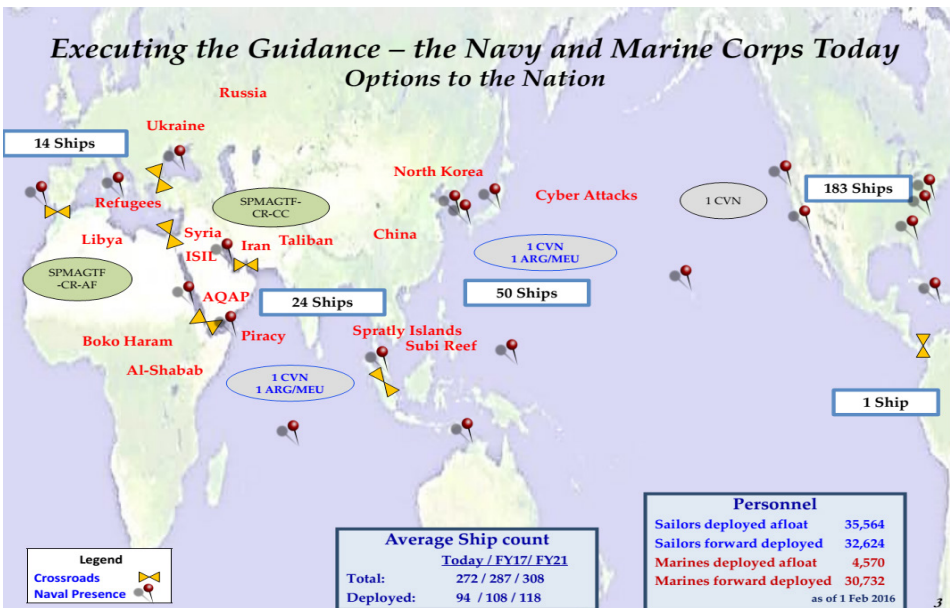 Executing the Guidance – the Navy and Marine Corps Today
Options to the Nation
Russia
Ukraine
14 Ships
North Korea
183 Ships
Cyber Attacks
1 CVN
SPMAGTF-
CR-CC
Refugees
Libya
Syria
Iran
Taliban
China
ISIL
1 CVN
1 ARG/MEU
SPMAGTF
-CR-AF
AQAP
24 Ships
50 Ships
Boko Haram
Piracy
Spratly Islands
Subi Reef
Al-Shabab
1 CVN
1 ARG/MEU
1 Ship
Legend
Crossroads
Naval Presence
Average Ship count
Today / FY17/ FY21
Total: 272 / 287 / 308
Deployed: 94 / 108 / 118
Personnel
Sailors deployed afloat 35,564
Sailors forward deployed 32,624
Marines deployed afloat 4,570
Marines forward deployed 30,732
as of 1 Feb 2016
3